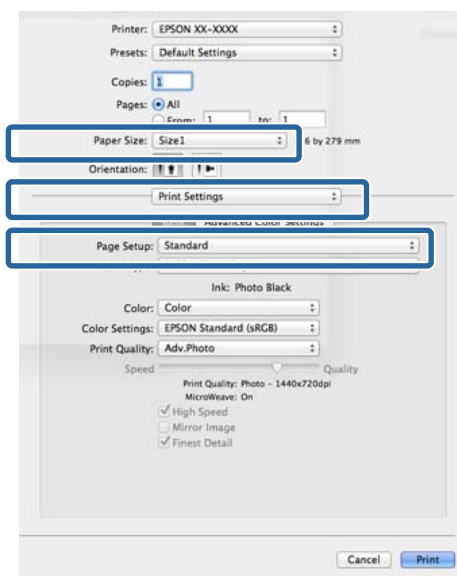 Printer: EPSON XX-XXXX
Presets: Default Settings
Copies: 1
Pages: All
From: 1 to: 1
Paper Size: Size1 6 by 279 mm
Orientation:
Print Settings
Advanced Color Settings
Page Setup: Standard
Ink: Photo Black
Color: Color
Color Settings: EPSON Standard (sRGB)
Print Quality: Adv.Photo
Speed Quality
Print Quality: Photo - 1440x720dpi
MicroWeave: On
High Speed
Mirror Image
Finest Detail
Cancel Print